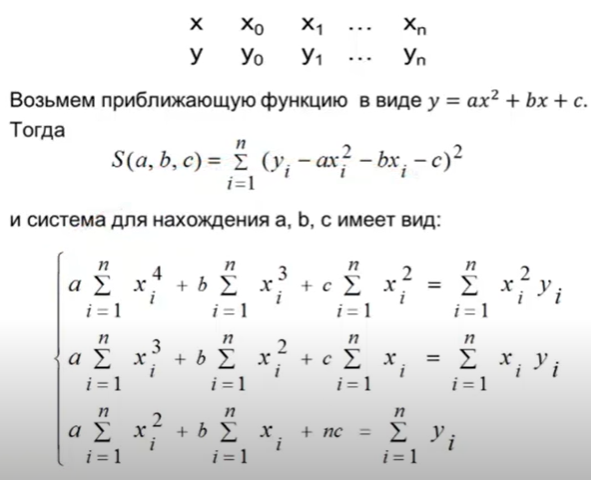 x x₀ x₁ … xₙ
y y₀ y₁ … yₙ
Возьмем приближающую функцию в виде y = ax² + bx + c.
Тогда
S(a, b, c) = Σᵢ₌₁ⁿ (yᵢ − axᵢ² − bxᵢ − c)²
и система для нахождения a, b, c имеет вид:
{ a Σᵢ₌₁ⁿ xᵢ⁴ + b Σᵢ₌₁ⁿ xᵢ³ + c Σᵢ₌₁ⁿ xᵢ² = Σᵢ₌₁ⁿ xᵢ² yᵢ
a Σᵢ₌₁ⁿ xᵢ³ + b Σᵢ₌₁ⁿ xᵢ² + c Σᵢ₌₁ⁿ xᵢ = Σᵢ₌₁ⁿ xᵢ yᵢ
a Σᵢ₌₁ⁿ xᵢ² + b Σᵢ₌₁ⁿ xᵢ + nc = Σᵢ₌₁ⁿ yᵢ